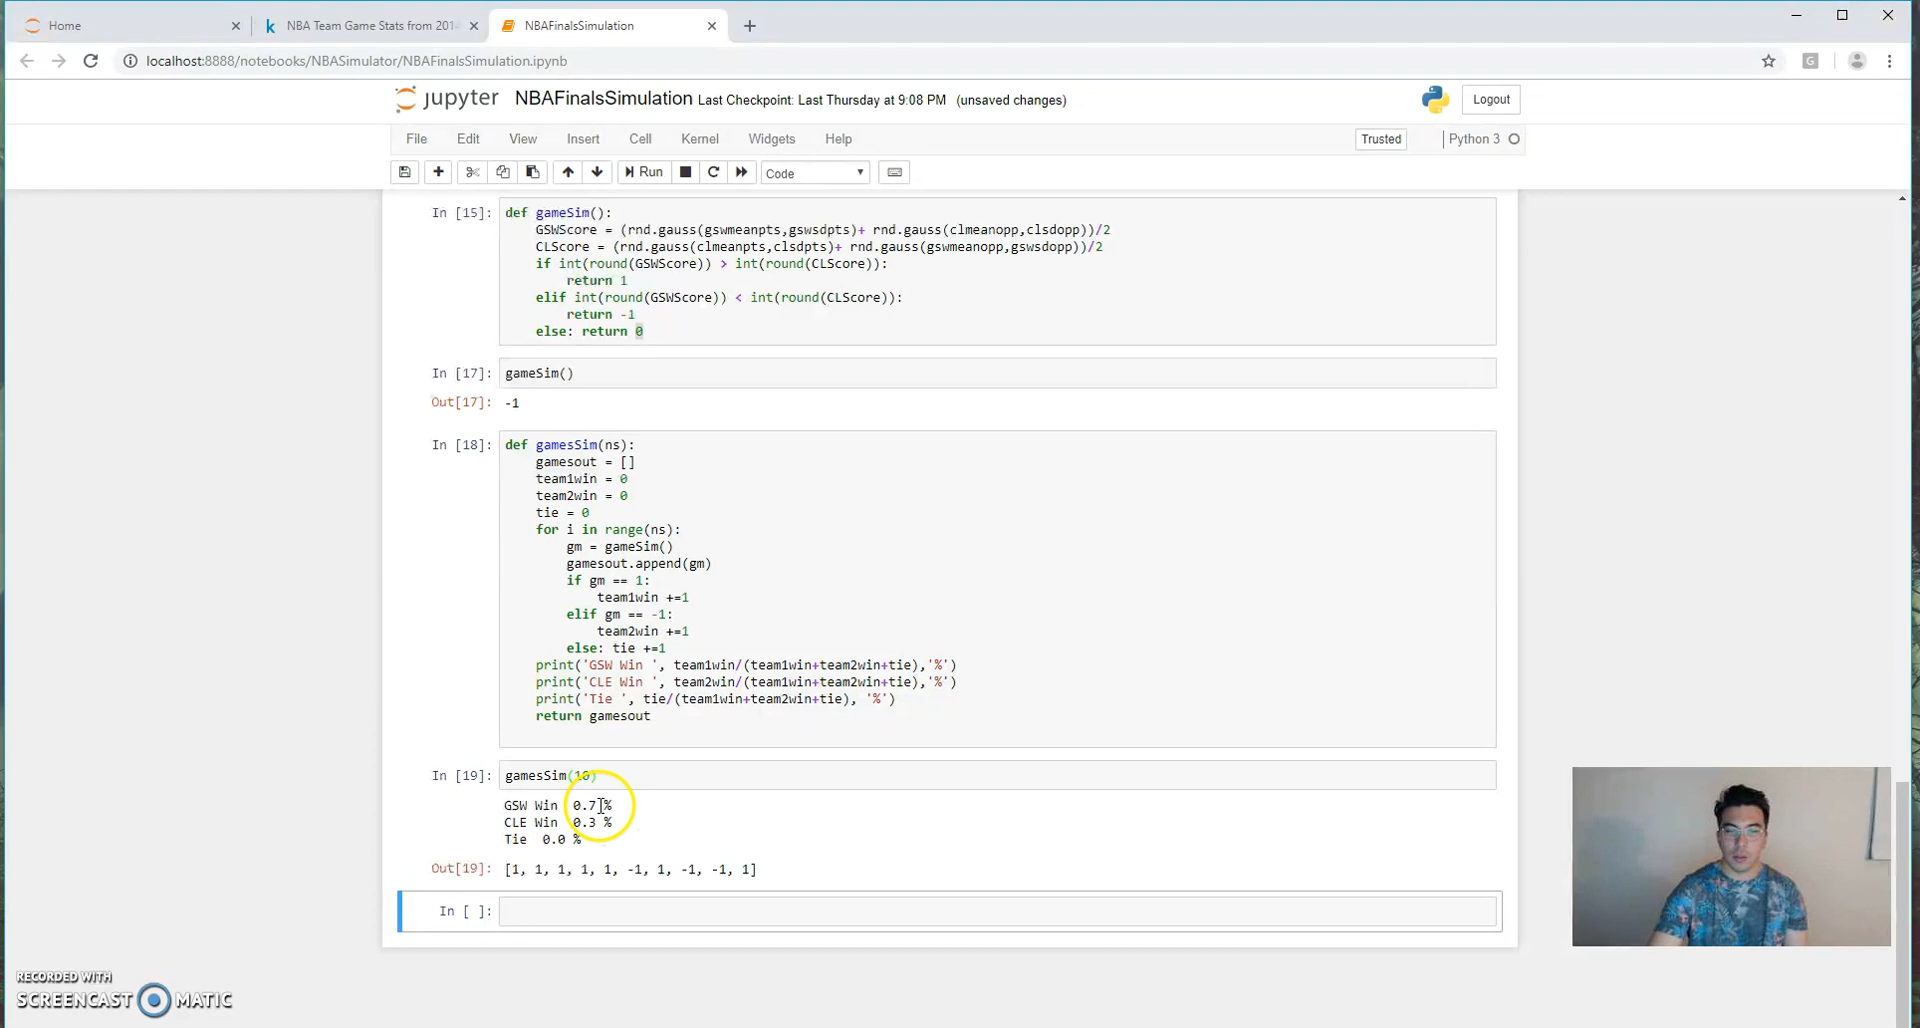 Home
NBA Team Game Stats from 2014
NBAFinalsSimulation
localhost:8888/notebooks/NBASimulator/NBAFinalsSimulation.ipynb
G
jupyter NBAFinalsSimulation Last Checkpoint: Last Thursday at 9:08 PM (unsaved changes)
Logout
File Edit View Insert Cell Kernel Widgets Help
Trusted
Python 3
Run
Code
In [15]: def gameSim():
GSWScore = (rnd.gauss(gswmeanpts,gswsdpts)+ rnd.gauss(clmeanopp,clsdopp))/2
CLScore = (rnd.gauss(clmeanpts,clsdpts)+ rnd.gauss(gswmeanopp,gswsdopp))/2
if int(round(GSWScore)) > int(round(CLScore)):
return 1
elif int(round(GSWScore)) < int(round(CLScore)):
return -1
else: return 0
In [17]: gameSim()
Out[17]: -1
In [18]: def gamesSim(ns):
gamesout = []
team1win = 0
team2win = 0
tie = 0
for i in range(ns):
gm = gameSim()
gamesout.append(gm)
if gm == 1:
team1win +=1
elif gm == -1:
team2win +=1
else: tie +=1
print('GSW Win ', team1win/(team1win+team2win+tie),'%')
print('CLE Win ', team2win/(team1win+team2win+tie),'%')
print('Tie ', tie/(team1win+team2win+tie), '%')
return gamesout
In [19]: gamesSim(10)
GSW Win 0.7 %
CLE Win 0.3 %
Tie 0.0 %
Out[19]: [1, 1, 1, 1, 1, -1, 1, -1, -1, 1]
In [ ]:
RECORDED WITH
SCREENCAST MATIC